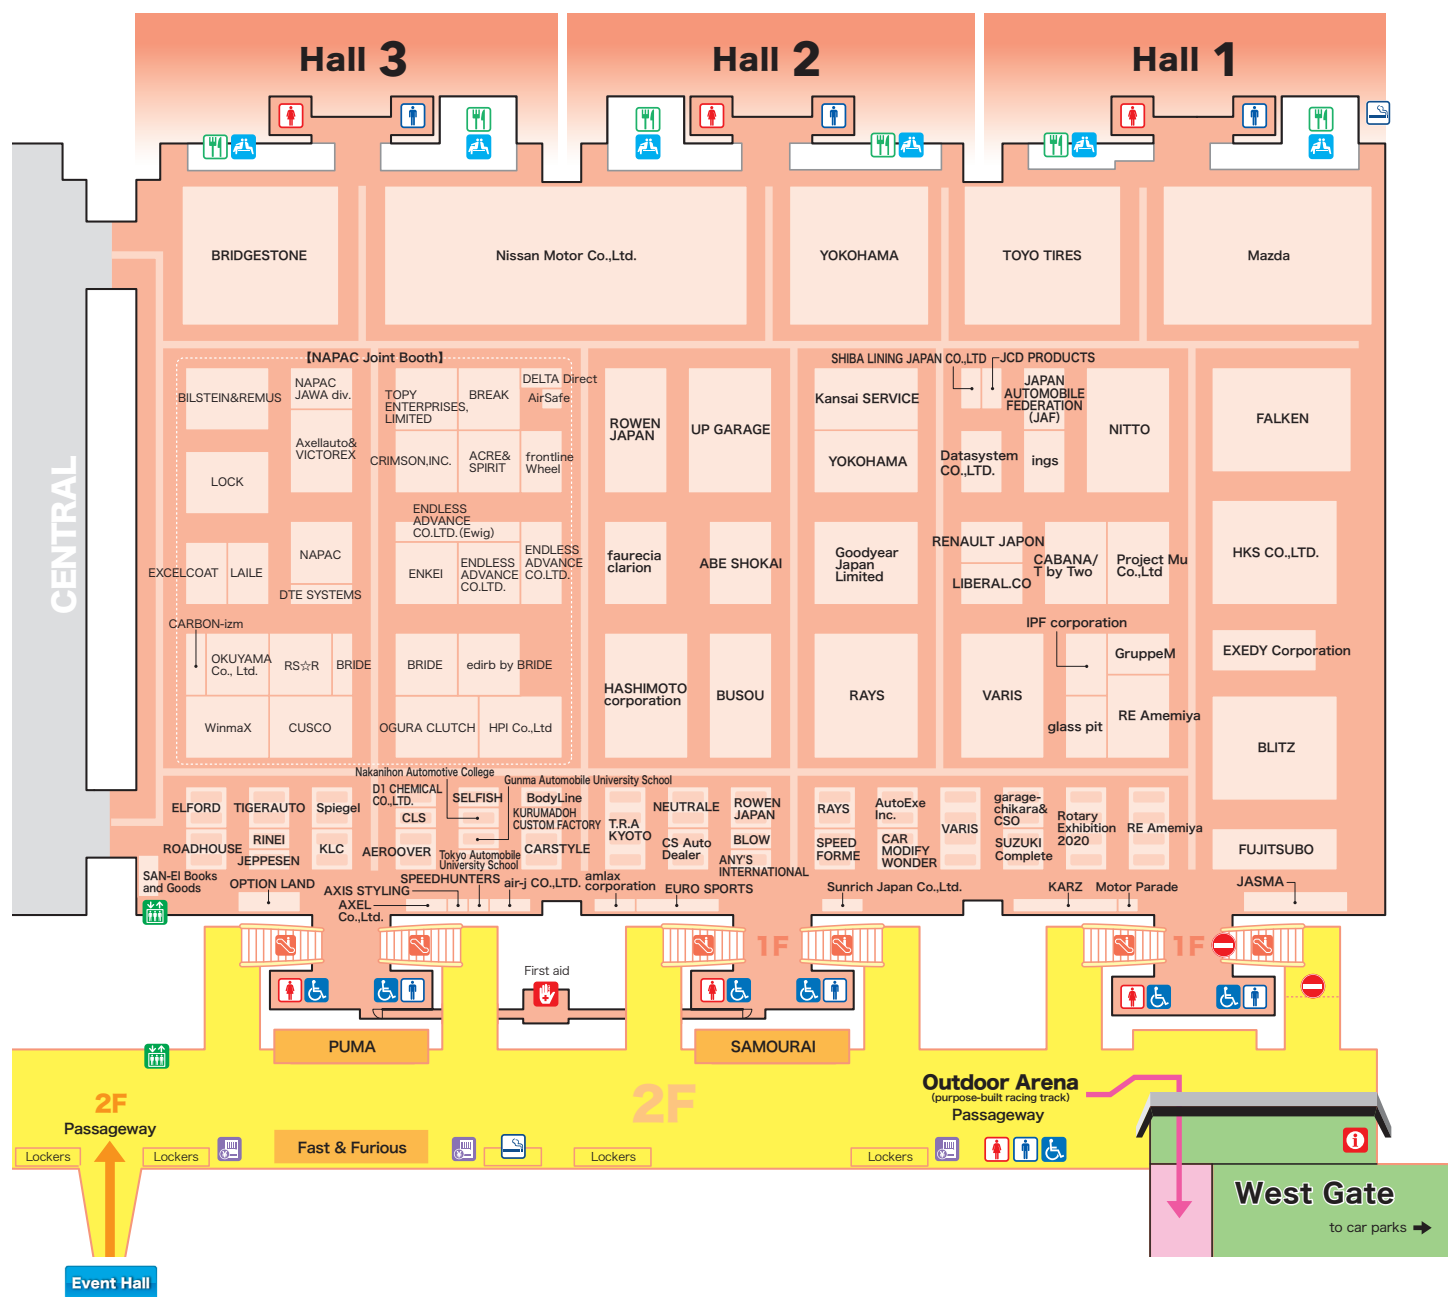 Hall 3
Hall 2
Hall 1
BRIDGESTONE
Nissan Motor Co.,Ltd.
YOKOHAMA
TOYO TIRES
Mazda
CENTRAL
【NAPAC Joint Booth】
BILSTEIN&REMUS
NAPAC
JAWA div.
Axellauto&
VICTOREX
LOCK
TOPY
ENTERPRISES,
LIMITED
BREAK
DELTA Direct
AirSafe
CRIMSON,INC.
ACRE&
SPIRIT
frontline
Wheel
ENDLESS
ADVANCE
CO.LTD.(Ewig)
EXCELCOAT
LAILE
NAPAC
DTE SYSTEMS
ENKEI
ENDLESS
ADVANCE
CO.LTD.
ENDLESS
ADVANCE
CO.LTD.
CARBON-izm
OKUYAMA
Co., Ltd.
RS☆R
BRIDE
BRIDE
edirb by BRIDE
WinmaX
CUSCO
OGURA CLUTCH
HPI Co.,Ltd
ROWEN
JAPAN
UP GARAGE
faurecia
clarion
ABE SHOKAI
HASHIMOTO
corporation
BUSOU
SHIBA LINING JAPAN CO.,LTD
JCD PRODUCTS
Kansai SERVICE
YOKOHAMA
JAPAN
AUTOMOBILE
FEDERATION
(JAF)
Datasystem
CO.,LTD.
ings
NITTO
Goodyear
Japan
Limited
RENAULT JAPON
LIBERAL.CO
CABANA/
T by Two
Project Mu
Co.,Ltd
IPF corporation
RAYS
VARIS
GruppeM
glass pit
RE Amemiya
FALKEN
HKS CO.,LTD.
EXEDY Corporation
BLITZ
FUJITSUBO
JASMA
Nakanihon Automotive College
Gunma Automobile University School
ELFORD
TIGERAUTO
Spiegel
D1 CHEMICAL
CO.,LTD.
CLS
SELFISH
BodyLine
KURUMADOH
CUSTOM FACTORY
ROADHOUSE
RINEI
JEPPESEN
KLC
AEROOVER
Tokyo Automobile
University School
CARSTYLE
T.R.A
KYOTO
NEUTRALE
ROWEN
JAPAN
CS Auto
Dealer
BLOW
ANY'S
INTERNATIONAL
RAYS
AutoExe
Inc.
SPEED
FORME
CAR
MODIFY
WONDER
VARIS
garage-
chikara&
CSO
SUZUKI
Complete
Rotary
Exhibition
2020
RE Amemiya
SAN-EI Books
and Goods
OPTION LAND
AXIS STYLING
AXEL
Co.,Ltd.
SPEEDHUNTERS
air-j CO.,LTD.
amlax
corporation
EURO SPORTS
Sunrich Japan Co.,Ltd.
KARZ
Motor Parade
1F
1F
First aid
PUMA
SAMOURAI
2F
Passageway
2F
Outdoor Arena
(purpose-built racing track)
Passageway
Lockers
Lockers
Fast & Furious
Lockers
Lockers
West Gate
to car parks
Event Hall